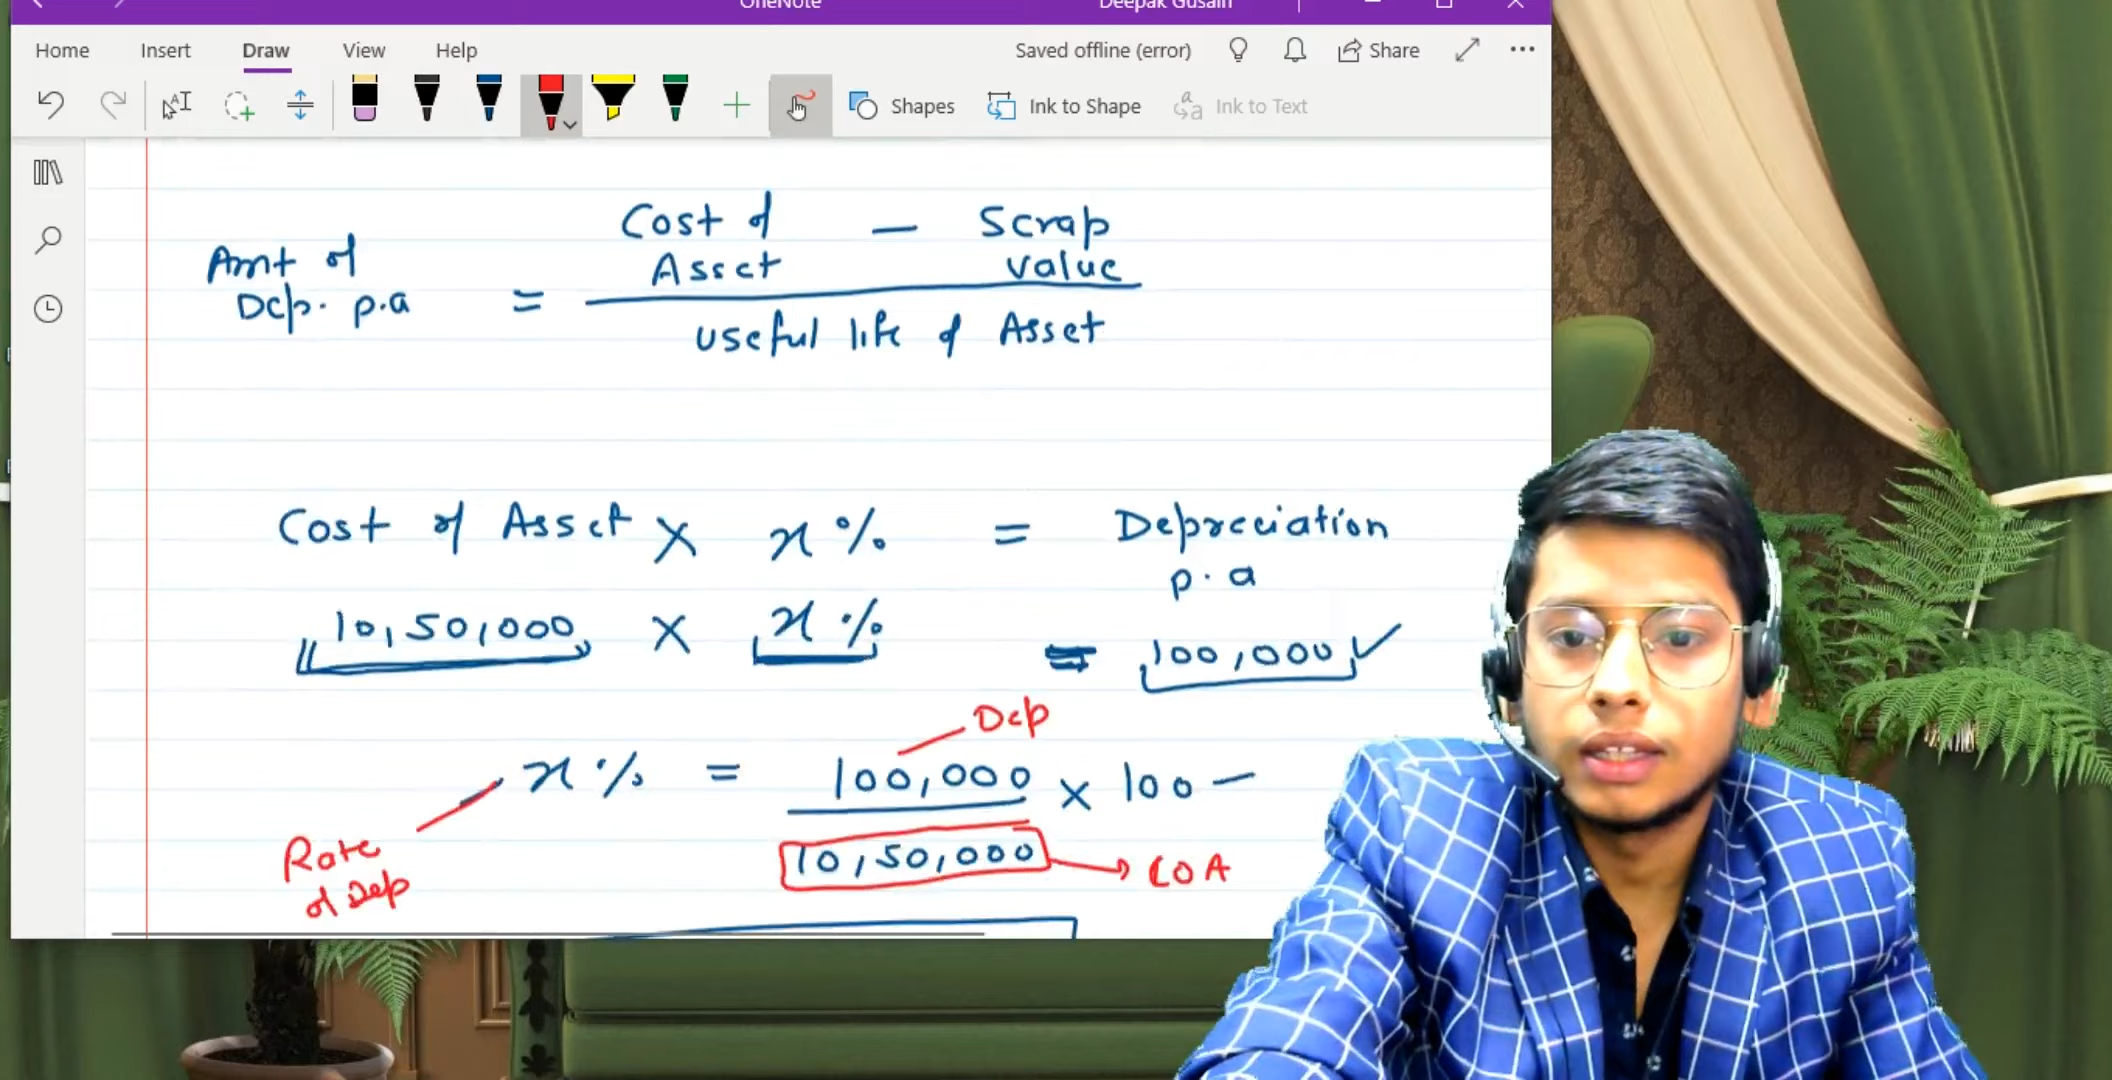 OneNote
Deepak Gusain
Home Insert Draw View Help
Saved offline (error) Share
Shapes Ink to Shape Ink to Text
Cost of - Scrap
Asset value
Amt of
Dep. p.a =
useful life of Asset
Cost of Asset x x% = Depreciation
p.a
10,50,000 x x% = 100,000 ✓
Dep
x% = 100,000 x 100 -
10,50,000 → COA
Rate
of Dep